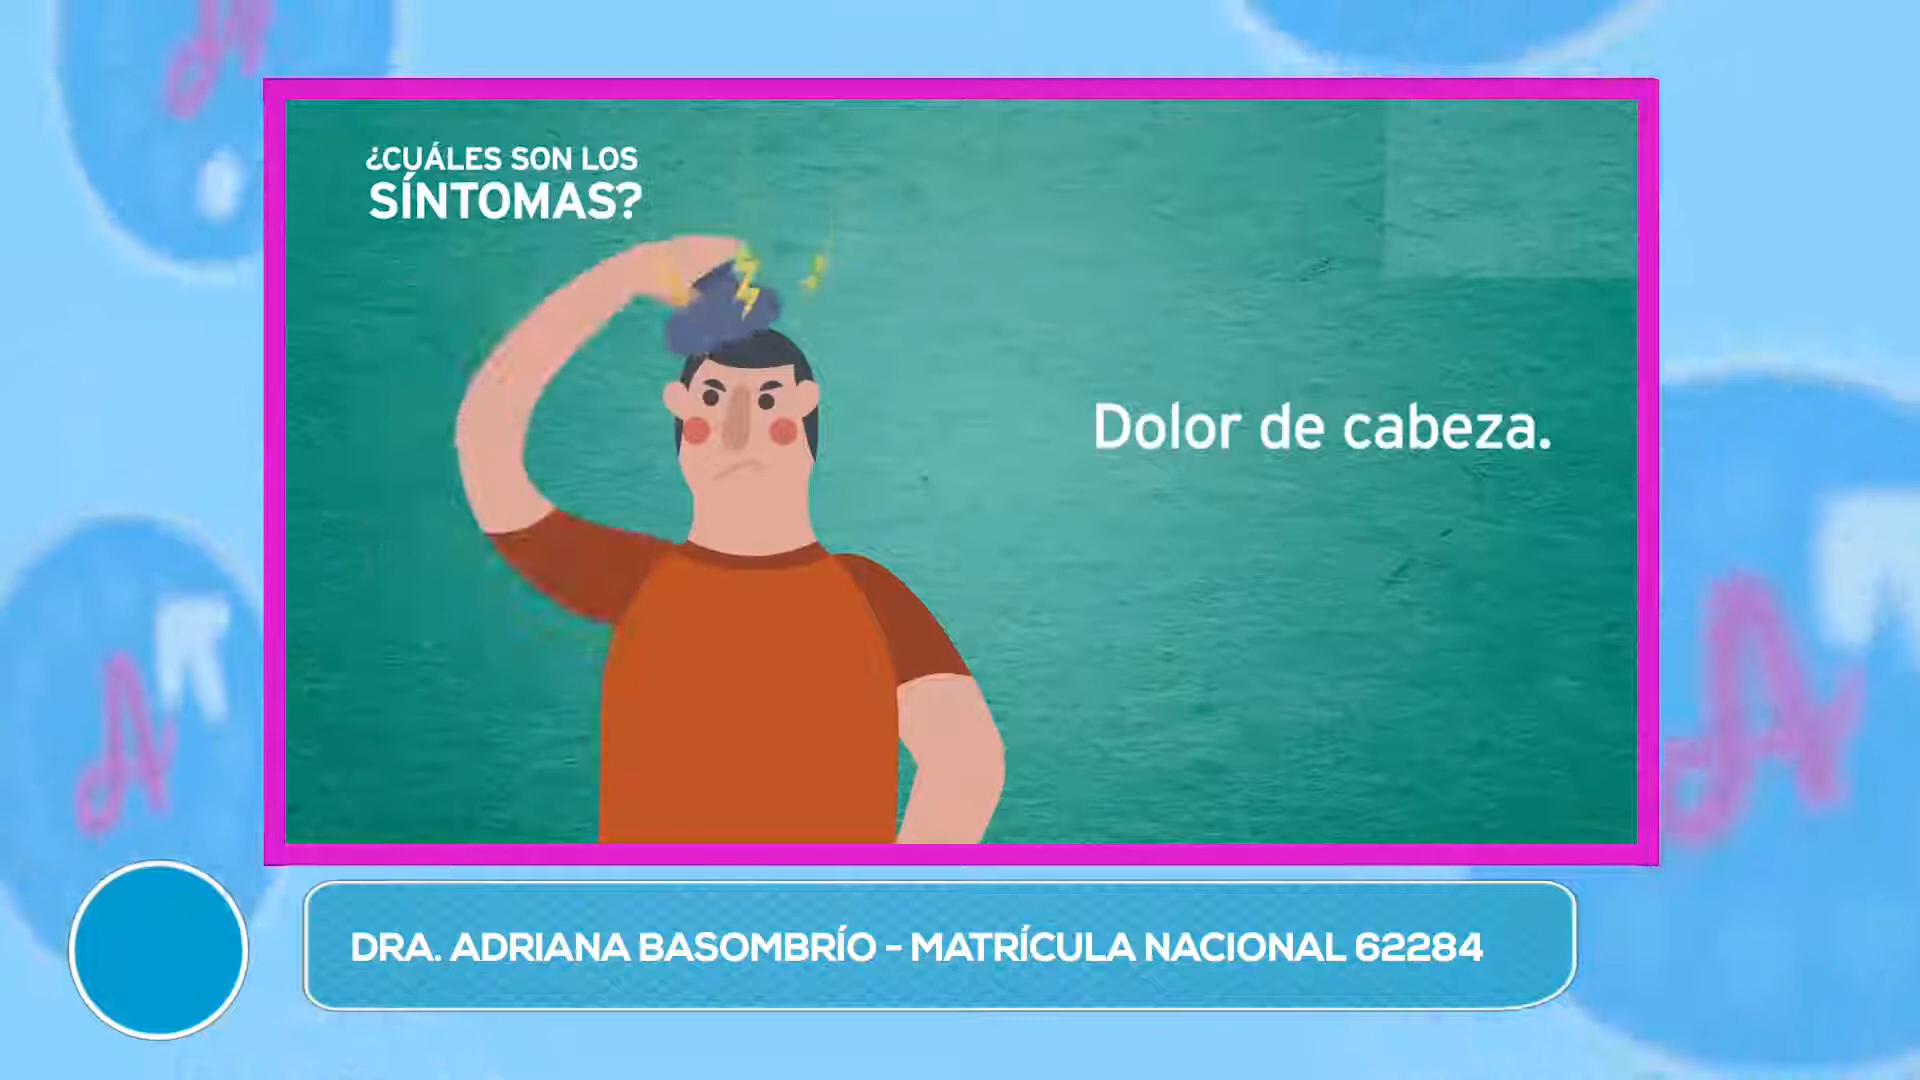 ¿CUÁLES SON LOS
SÍNTOMAS?
Dolor de cabeza.
DRA. ADRIANA BASOMBRÍO - MATRÍCULA NACIONAL 62284